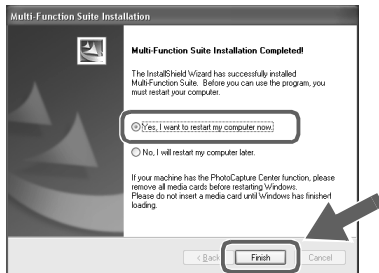 Multi-Function Suite Installation
Multi-Function Suite Installation Completed!
The InstallShield Wizard has successfully installed
Multi-Function Suite. Before you can use the program, you
must restart your computer.
Yes, I want to restart my computer now.
No, I will restart my computer later.
If your machine has the PhotoCapture Center function, please
remove all media cards before restarting Windows.
Please do not insert a media card until Windows has finished
loading.
< Back
Finish
Cancel